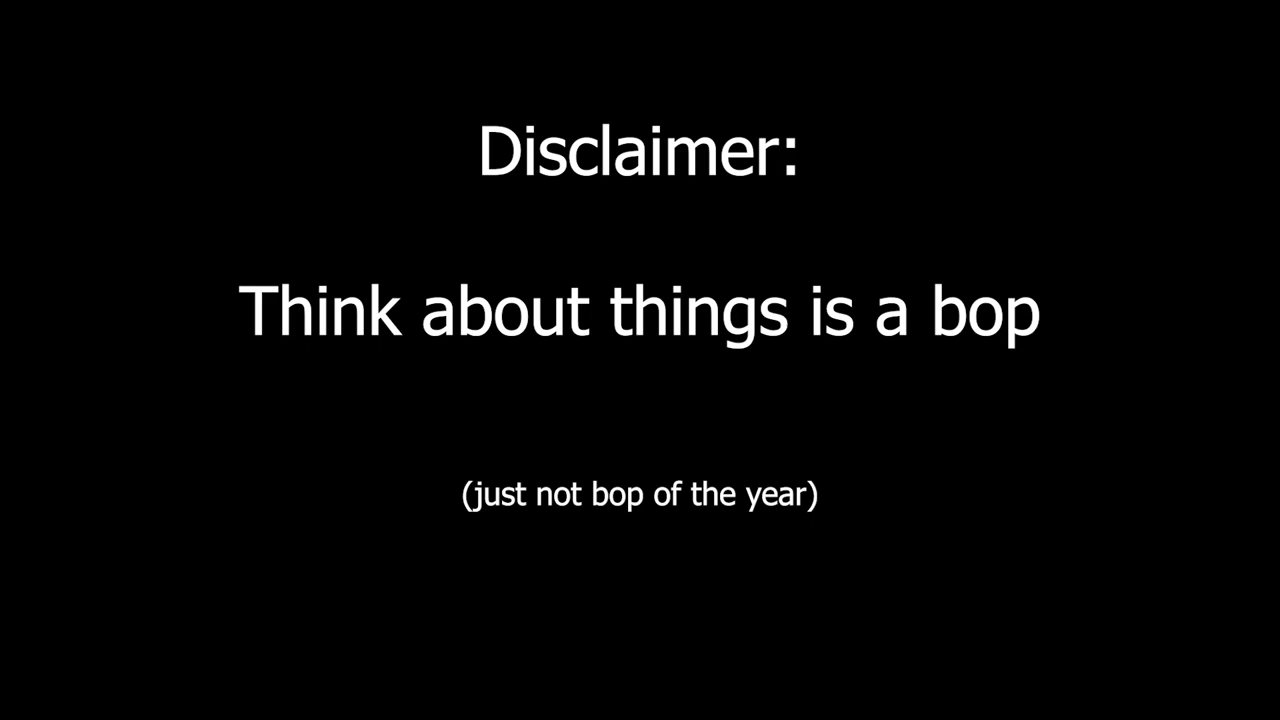 Disclaimer:
Think about things is a bop
(just not bop of the year)